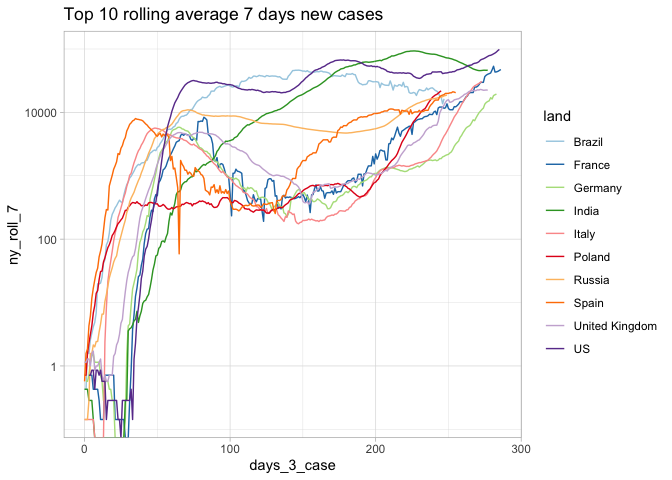 Top 10 rolling average 7 days new cases
ny_roll_7
10000
100
1
0
100
200
300
days_3_case
land
Brazil
France
Germany
India
Italy
Poland
Russia
Spain
United Kingdom
US